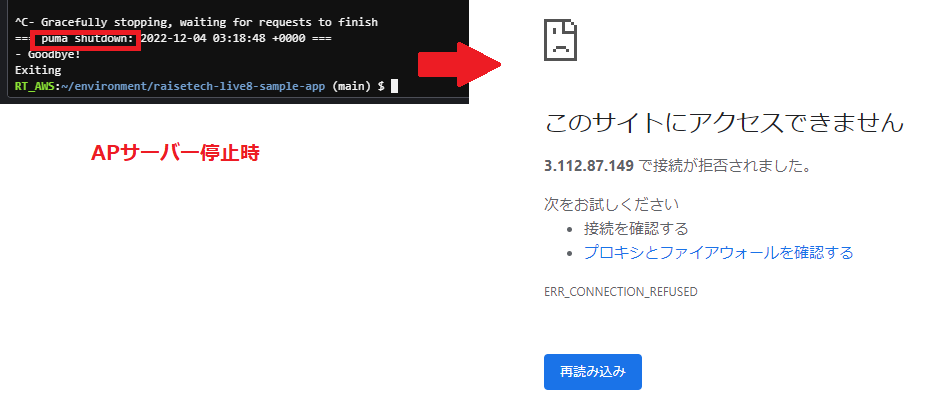 ^C- Gracefully stopping, waiting for requests to finish
=== puma shutdown: 2022-12-04 03:18:48 +0000 ===
- Goodbye!
Exiting
RT_AWS:~/environment/raisetech-live8-sample-app (main) $
APサーバー停止時
このサイトにアクセスできません
3.112.87.149 で接続が拒否されました。
次をお試しください
• 接続を確認する
• プロキシとファイアウォールを確認する
ERR_CONNECTION_REFUSED
再読み込み